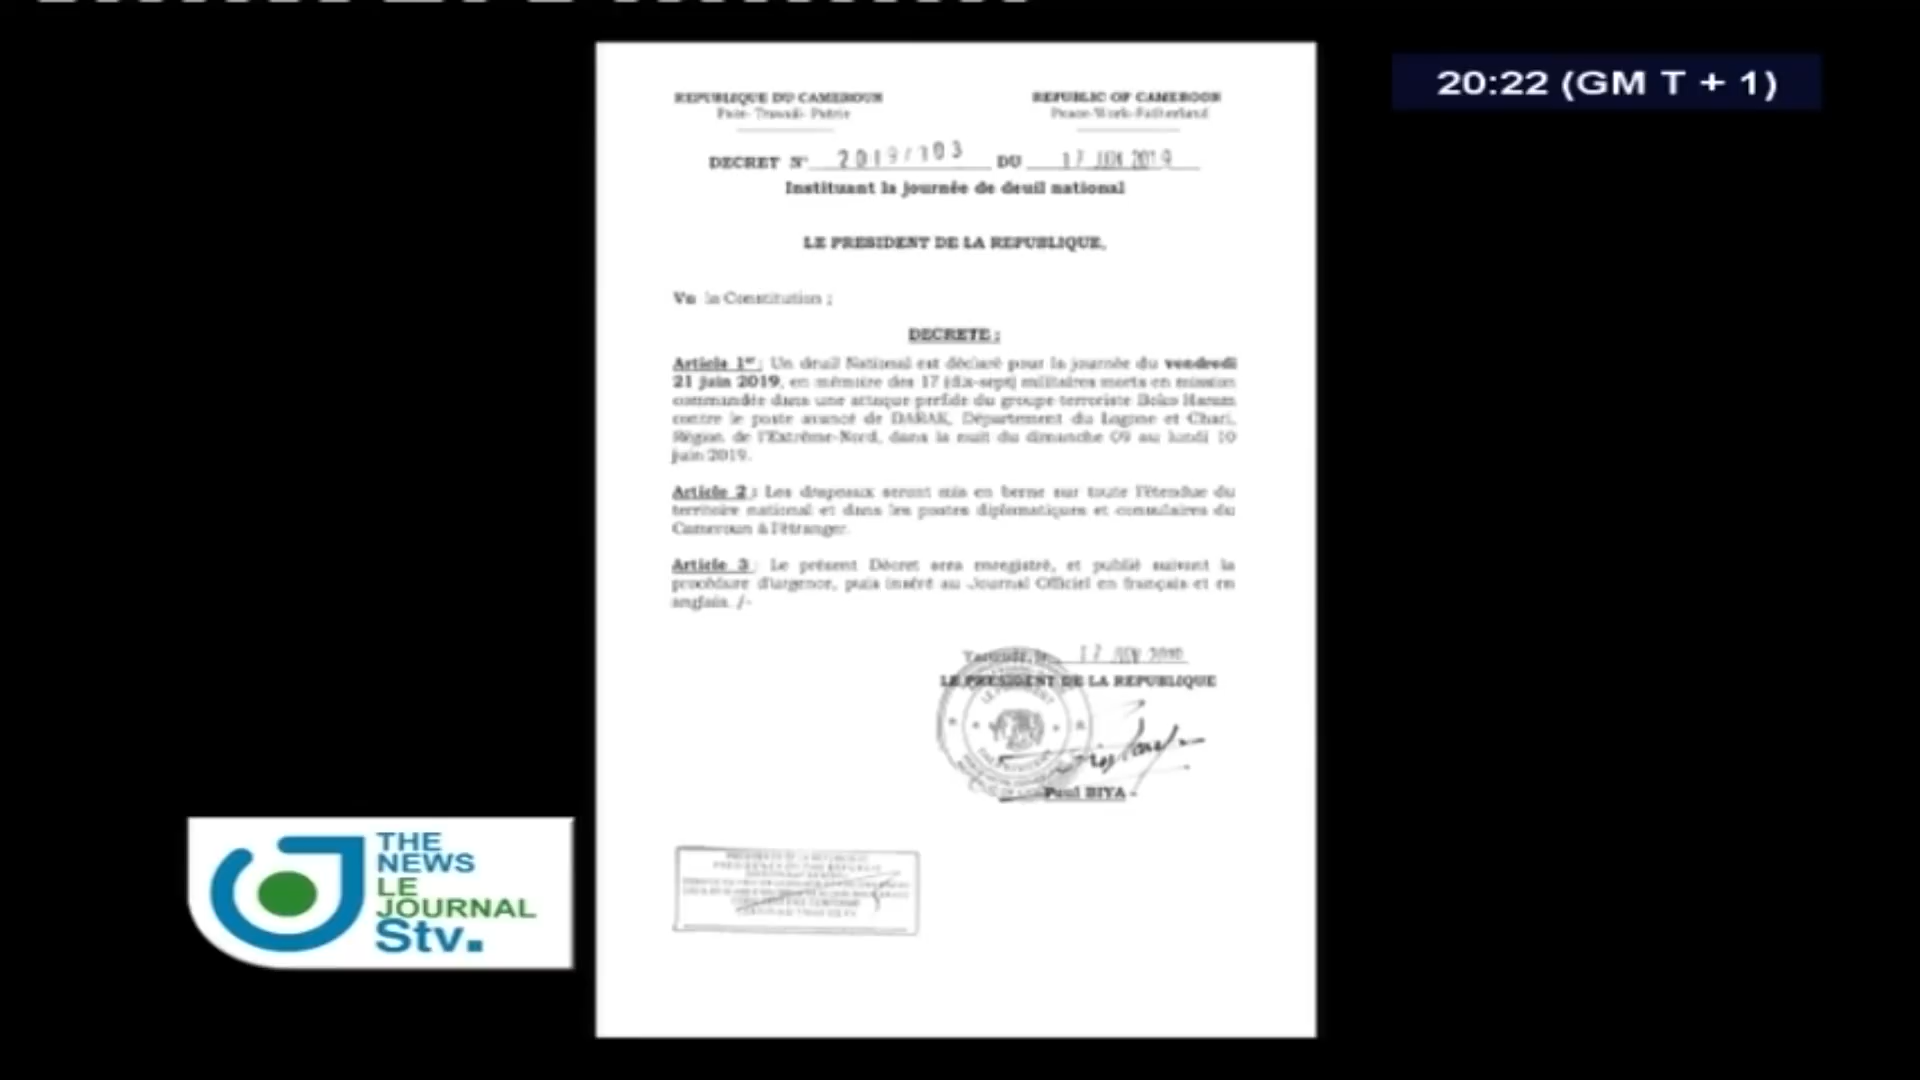 20:22 (GM T + 1)
REPUBLIQUE DU CAMEROUN
Paix- Travail- Patrie
REPUBLIC OF CAMEROON
Peace-Work-Fatherland
DECRET N° 2019/303 DU 17 JUIN 2019
Instituant la journée de deuil national
LE PRESIDENT DE LA REPUBLIQUE,
Vu la Constitution ;
DECRETE :
Article 1er : Un deuil National est déclaré pour la journée du vendredi
21 juin 2019, en mémoire des 17 (dix-sept) militaires morts en mission
commandée dans une attaque perfide du groupe terroriste Boko Haram
contre le poste avancé de DARAK, Département du Logone et Chari,
Région de l'Extrême-Nord, dans la nuit du dimanche 09 au lundi 10
juin 2019.
Article 2 : Les drapeaux seront mis en berne sur toute l'étendue du
territoire national et dans les postes diplomatiques et consulaires du
Cameroun à l'étranger.
Article 3 : Le présent Décret sera enregistré, et publié suivant la
procédure d'urgence, puis inséré au Journal Officiel en français et en
anglais. /-
Yaoundé, le 17 JUIN 2019
LE PRESIDENT DE LA REPUBLIQUE
LE PRESIDENT
Paul BIYA -
THE
NEWS
LE
JOURNAL
Stv.